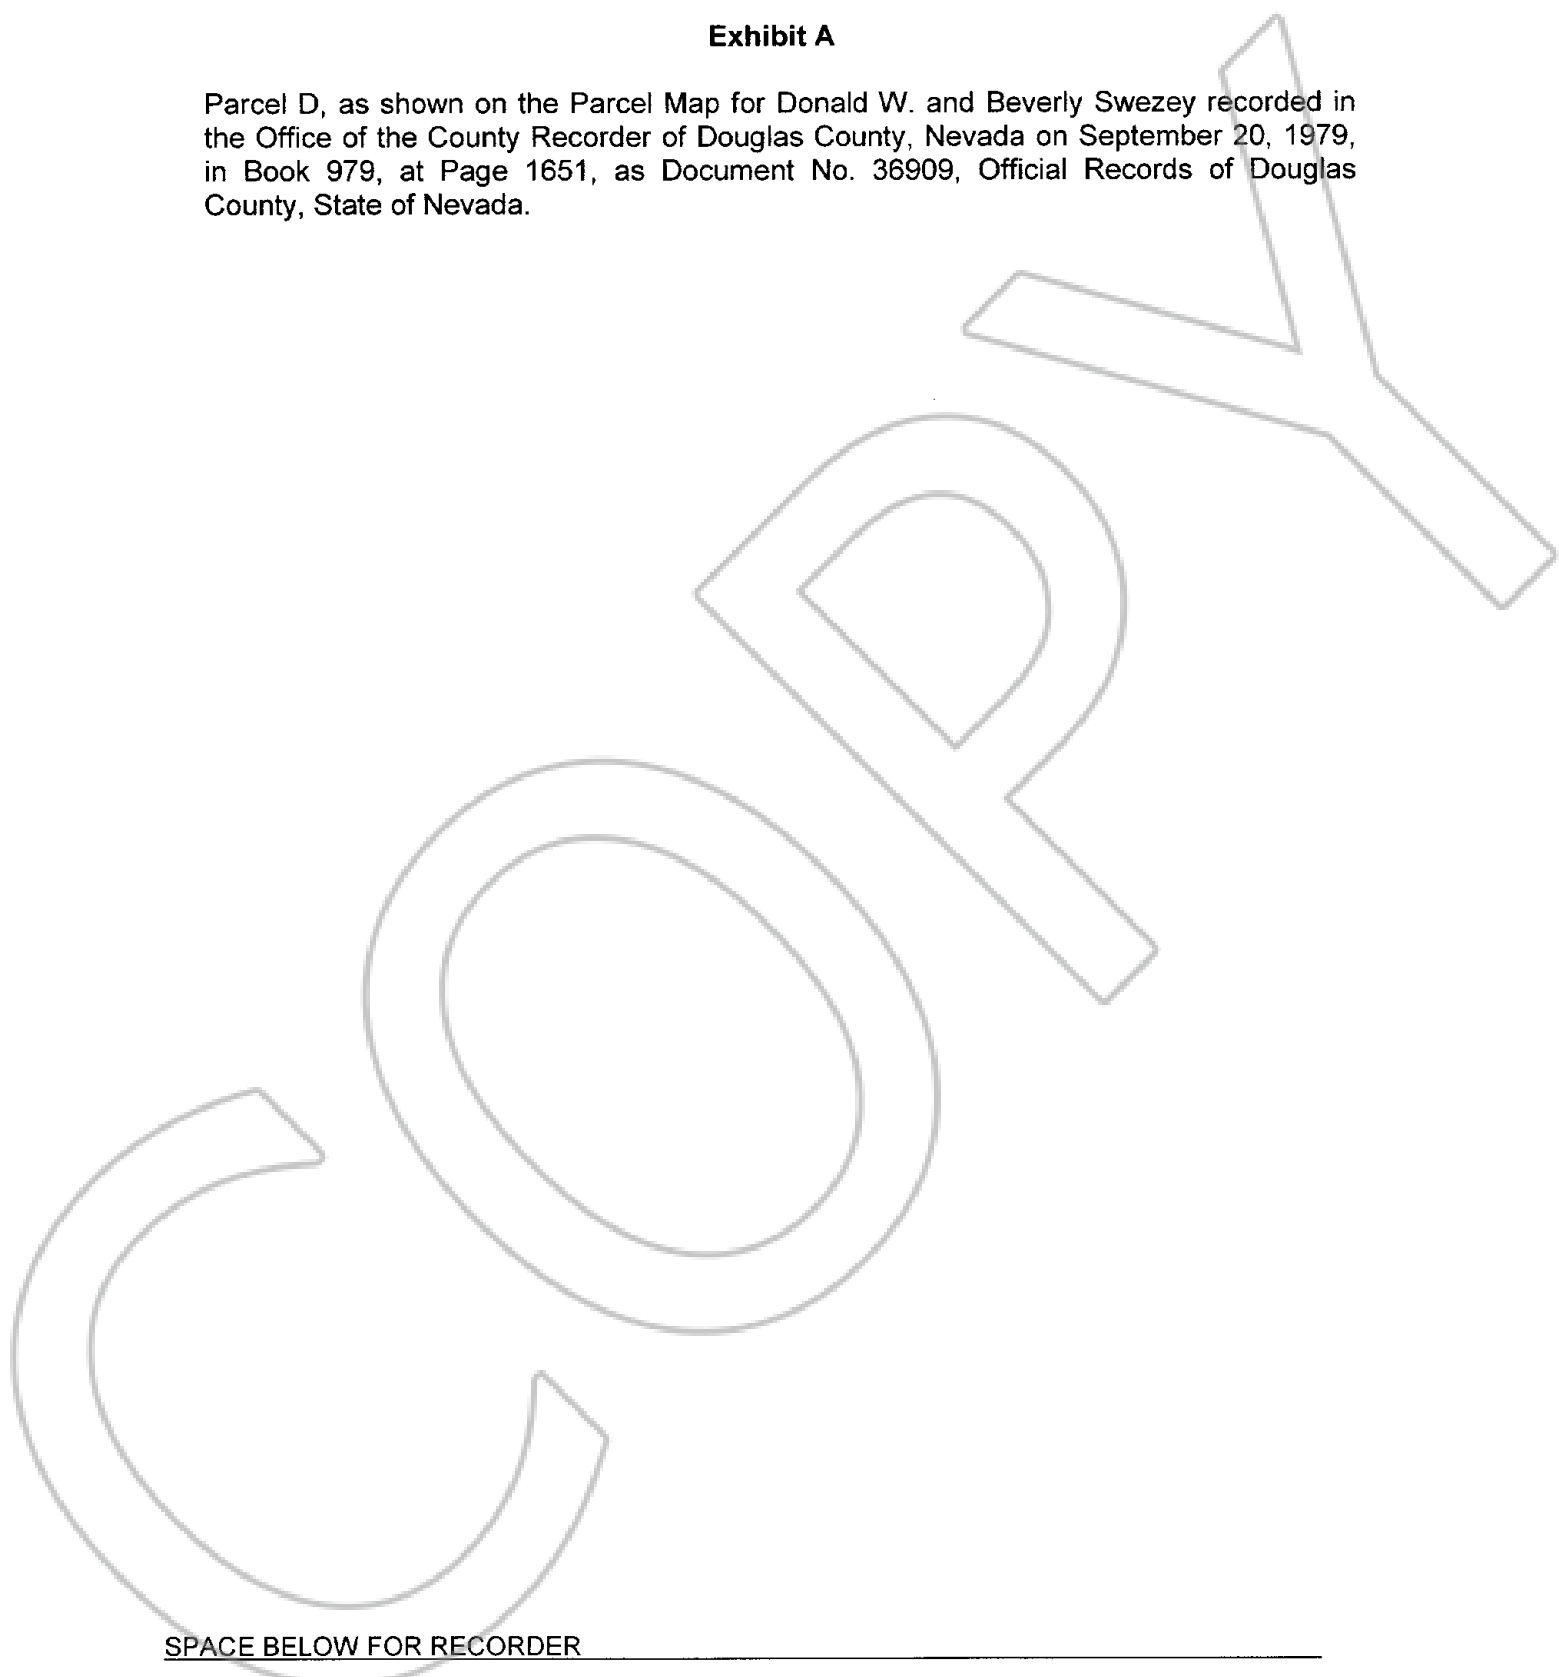 Exhibit A
Parcel D, as shown on the Parcel Map for Donald W. and Beverly Swezey recorded in
the Office of the County Recorder of Douglas County, Nevada on September 20, 1979,
in Book 979, at Page 1651, as Document No. 36909, Official Records of Douglas
County, State of Nevada.
COPY
SPACE BELOW FOR RECORDER